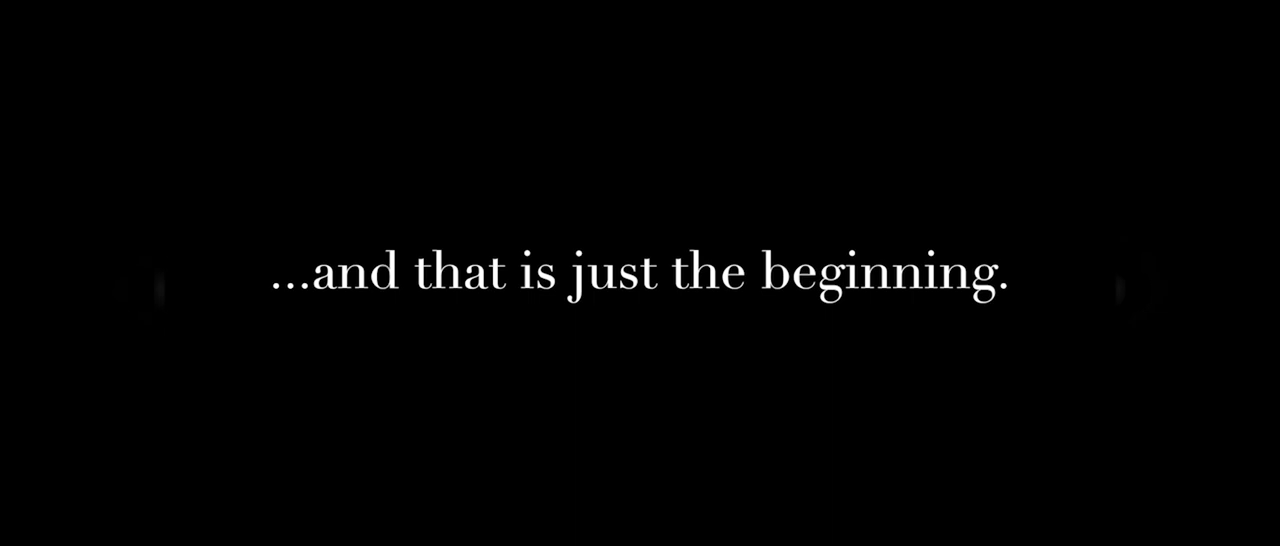 ...and that is just the beginning.